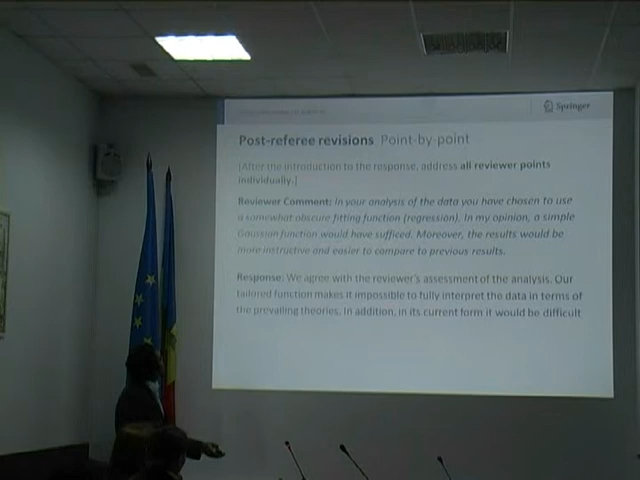 Springer
Post-referee revisions Point-by-point
[After the introduction to the response, address all reviewer points
individually.]
Reviewer Comment: In your analysis of the data you have chosen to use
a somewhat obscure fitting function (regression). In my opinion, a simple
Gaussian function would have sufficed. Moreover, the results would be
more instructive and easier to compare to previous results.
Response: We agree with the reviewer's assessment of the analysis. Our
tailored function makes it impossible to fully interpret the data in terms of
the prevailing theories. In addition, in its current form it would be difficult